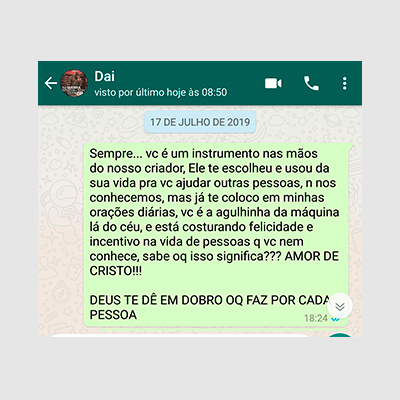 Dai
visto por último hoje às 08:50
17 DE JULHO DE 2019
Sempre... vc é um instrumento nas mãos
do nosso criador, Ele te escolheu e usou da
sua vida pra vc ajudar outras pessoas, n nos
conhecemos, mas já te coloco em minhas
orações diárias, vc é a agulhinha da máquina
lá do céu, e está costurando felicidade e
incentivo na vida de pessoas q vc nem
conhece, sabe oq isso significa??? AMOR DE
CRISTO!!!
DEUS TE DÊ EM DOBRO OQ FAZ POR CADA
PESSOA
18:24